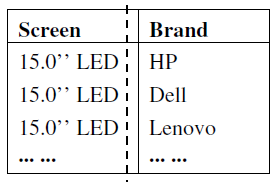 Screen Brand
15.0’’ LED HP
15.0’’ LED Dell
15.0’’ LED Lenovo
... ... ... ...